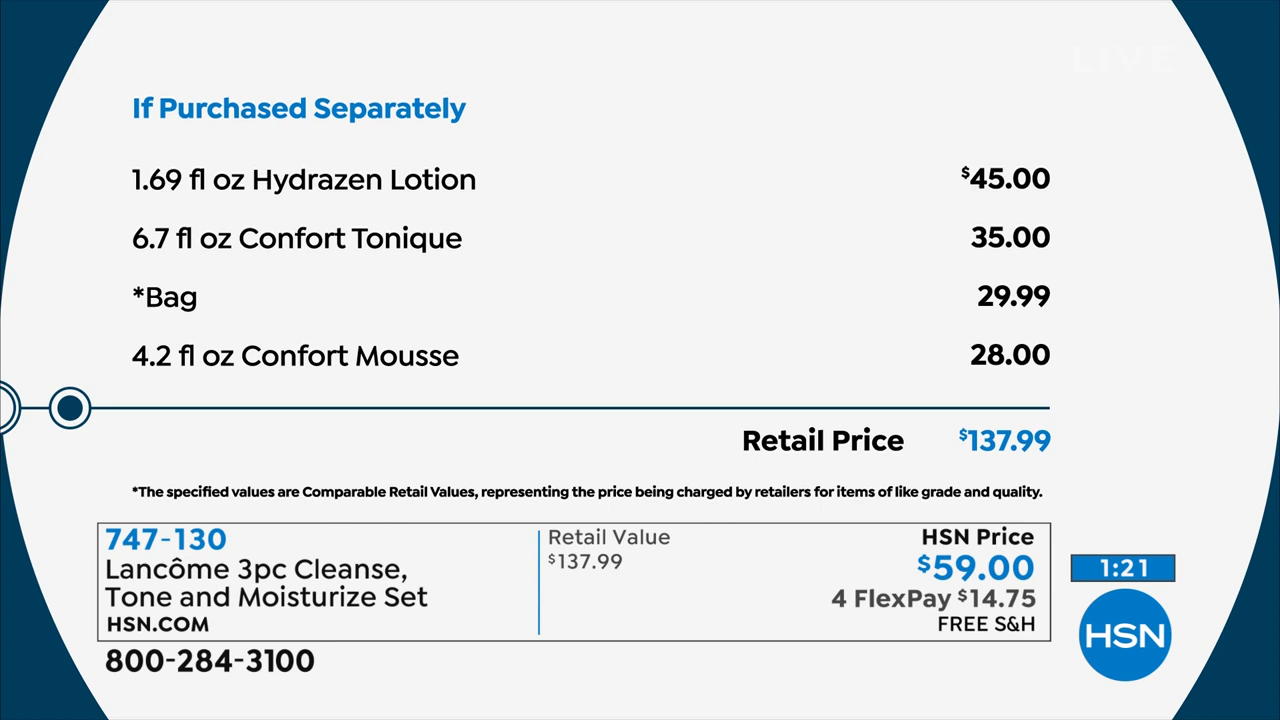 LIVE
If Purchased Separately
1.69 fl oz Hydrazen Lotion $45.00
6.7 fl oz Confort Tonique 35.00
*Bag 29.99
4.2 fl oz Confort Mousse 28.00
Retail Price $137.99
*The specified values are Comparable Retail Values, representing the price being charged by retailers for items of like grade and quality.
747-130
Lancôme 3pc Cleanse,
Tone and Moisturize Set
HSN.COM
Retail Value
$137.99
HSN Price
$59.00
4 FlexPay $14.75
FREE S&H
1:21
HSN
800-284-3100